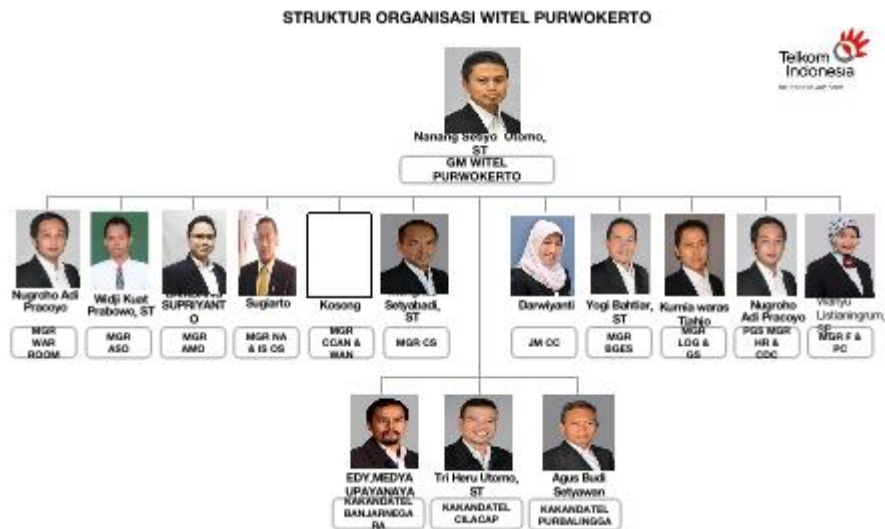 STRUKTUR ORGANISASI WITEL PURWOKERTO
Telkom
Indonesia
Nanang Setiyo Utomo,
ST
GM WITEL
PURWOKERTO
Nugroho Adi
Pracoyo
MGR
WAR
ROOM
Widji Kuat
Prabowo, ST
MGR
ASO
SUPRIYANT
O
MGR
AMO
Sugiarto
MGR NA
& IS OS
Kosong
MGR
CCAN &
WAN
Setyabadi,
ST
MGR CS
Darwiyanti
JM OC
Yogi Bahtiar,
ST
MGR
BGES
Kurnia waras
Tjahjo
MGR
LOG &
GS
Nugroho
Adi Pracoyo
PGS MGR
HR &
CDC
Wahyu
Listianingrum,
SE
MGR F &
PC
EDY.MEDYA
UPAYANAYA
KAKANDATEL
BANJARNEGA
RA
Tri Heru Utomo,
ST
KAKANDATEL
CILACAP
Agus Budi
Setyawan
KAKANDATEL
PURBALINGGA